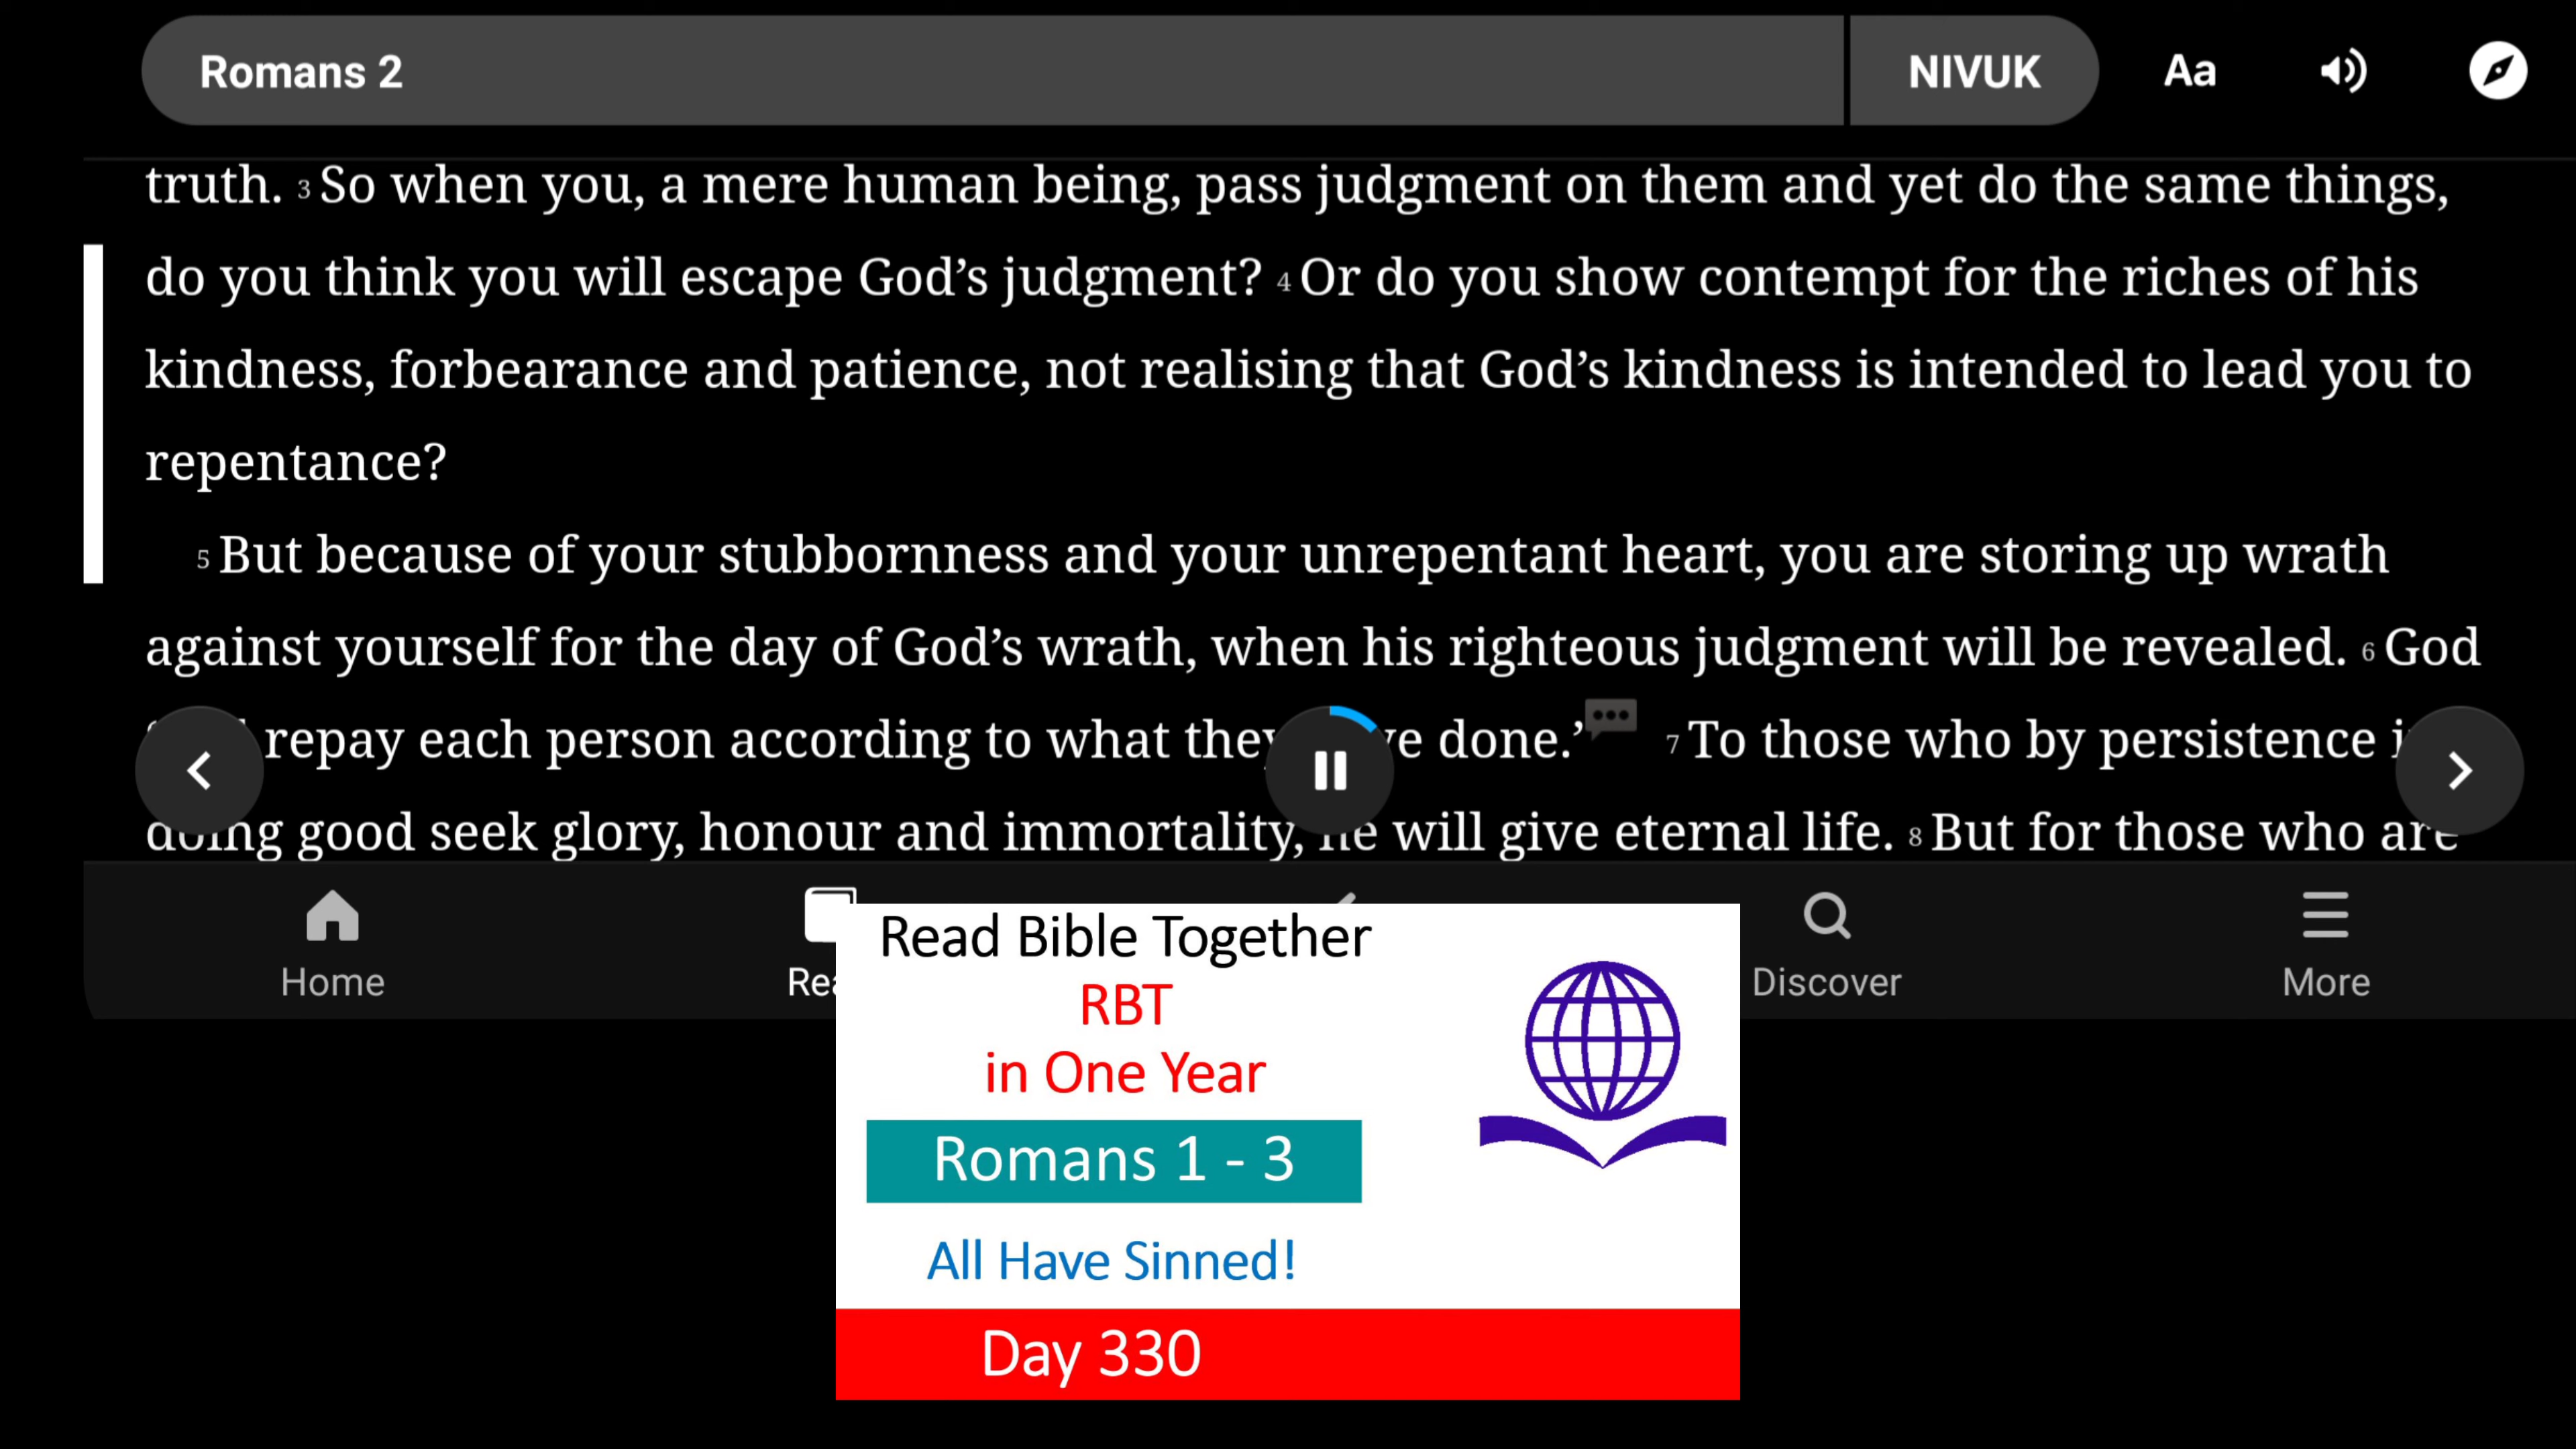 Romans 2
NIVUK
Aa
truth. 3 So when you, a mere human being, pass judgment on them and yet do the same things,
do you think you will escape God’s judgment? 4 Or do you show contempt for the riches of his
kindness, forbearance and patience, not realising that God’s kindness is intended to lead you to
repentance?
5 But because of your stubbornness and your unrepentant heart, you are storing up wrath
against yourself for the day of God’s wrath, when his righteous judgment will be revealed. 6 God
repay each person according to what they done.’ 7 To those who by persistence
doing good seek glory, honour and immortality, he will give eternal life. 8 But for those who are
Home
Discover
More
Read Bible Together
RBT
in One Year
Romans 1 - 3
All Have Sinned!
Day 330